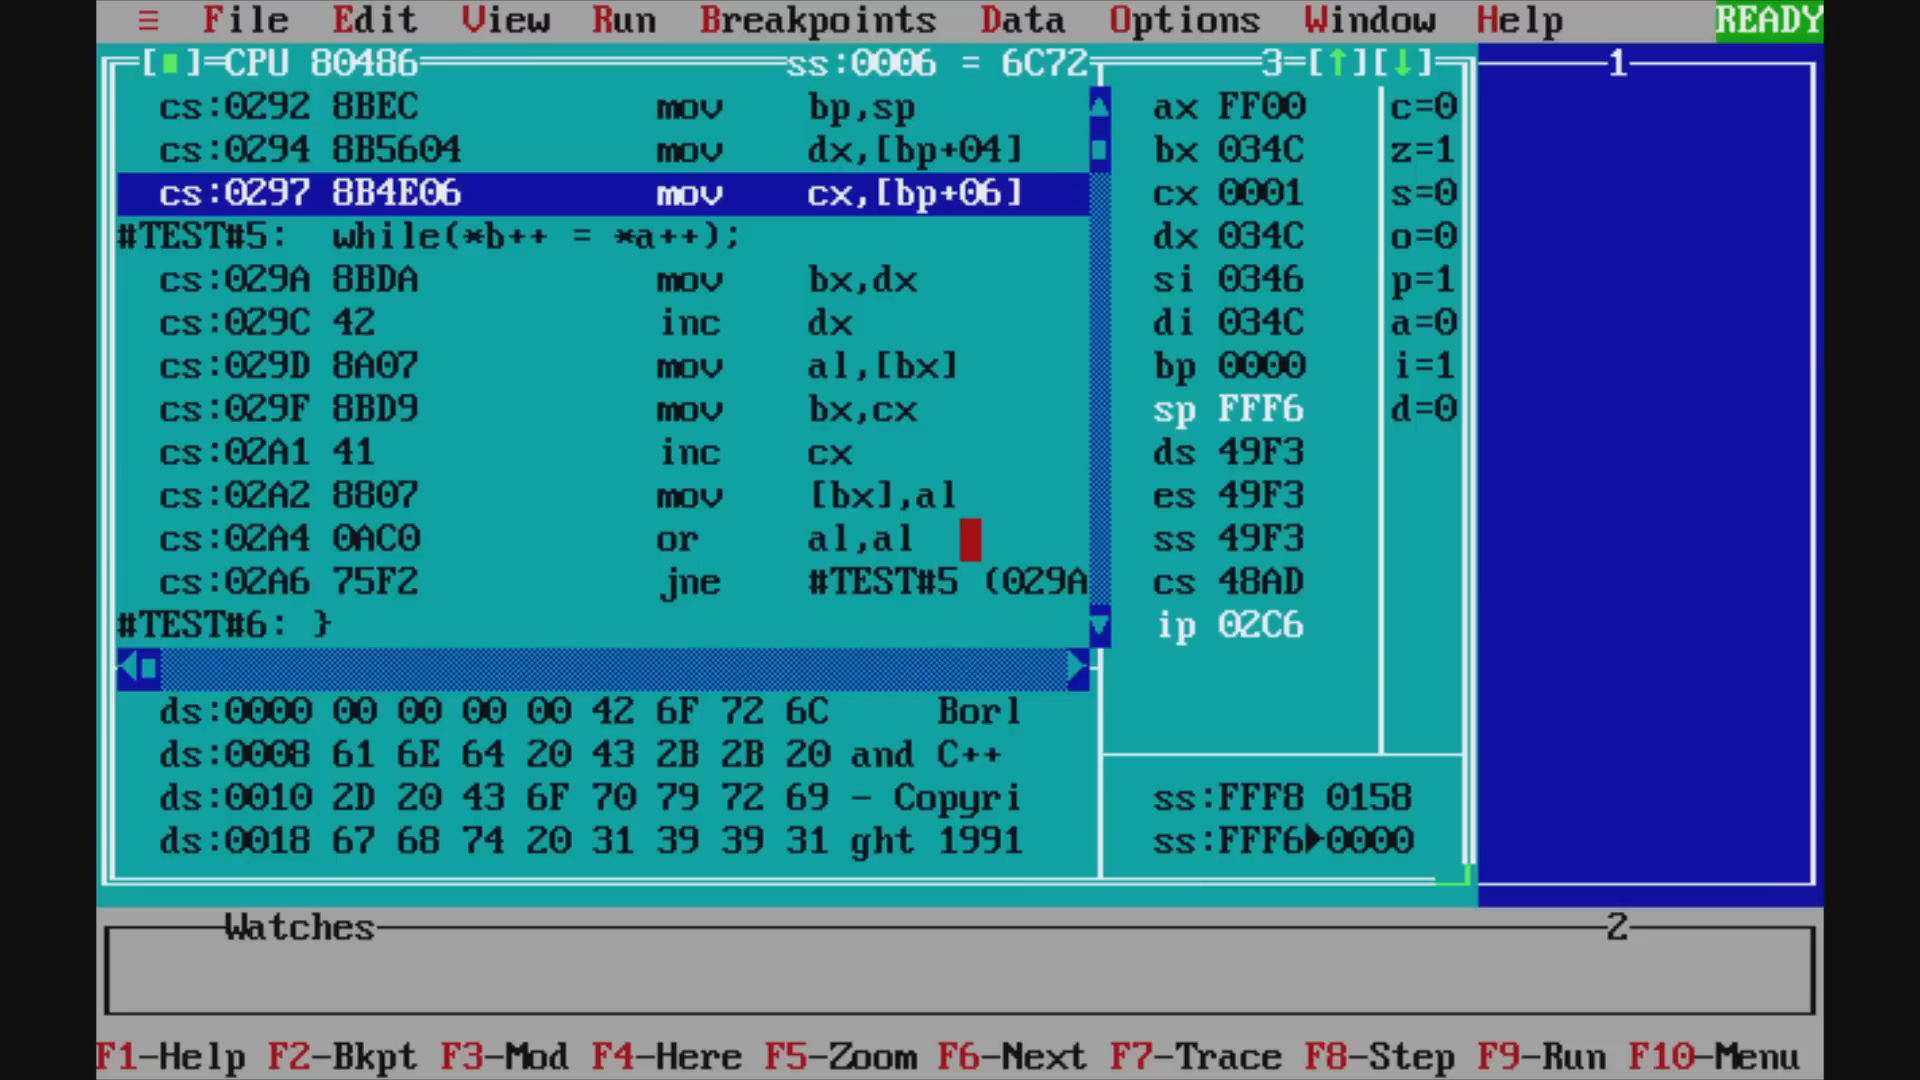 ≡ File Edit View Run Breakpoints Data Options Window Help READY
[■]=CPU 80486 ss:0006 = 6C72 3=[↑][↓] 1
cs:0292 8BEC mov bp,sp ax FF00 c=0
cs:0294 8B5604 mov dx,[bp+04] bx 034C z=1
cs:0297 8B4E06 mov cx,[bp+06] cx 0001 s=0
#TEST#5: while(*b++ = *a++); dx 034C o=0
cs:029A 8BDA mov bx,dx si 0346 p=1
cs:029C 42 inc dx di 034C a=0
cs:029D 8A07 mov al,[bx] bp 0000 i=1
cs:029F 8BD9 mov bx,cx sp FFF6 d=0
cs:02A1 41 inc cx ds 49F3
cs:02A2 8807 mov [bx],al es 49F3
cs:02A4 0AC0 or al,al ss 49F3
cs:02A6 75F2 jne #TEST#5 (029A cs 48AD
#TEST#6: } ip 02C6
ds:0000 00 00 00 00 42 6F 72 6C Borl
ds:0008 61 6E 64 20 43 2B 2B 20 and C++
ds:0010 2D 20 43 6F 70 79 72 69 - Copyri ss:FFF8 0158
ds:0018 67 68 74 20 31 39 39 31 ght 1991 ss:FFF6▶0000
Watches 2
F1-Help F2-Bkpt F3-Mod F4-Here F5-Zoom F6-Next F7-Trace F8-Step F9-Run F10-Menu